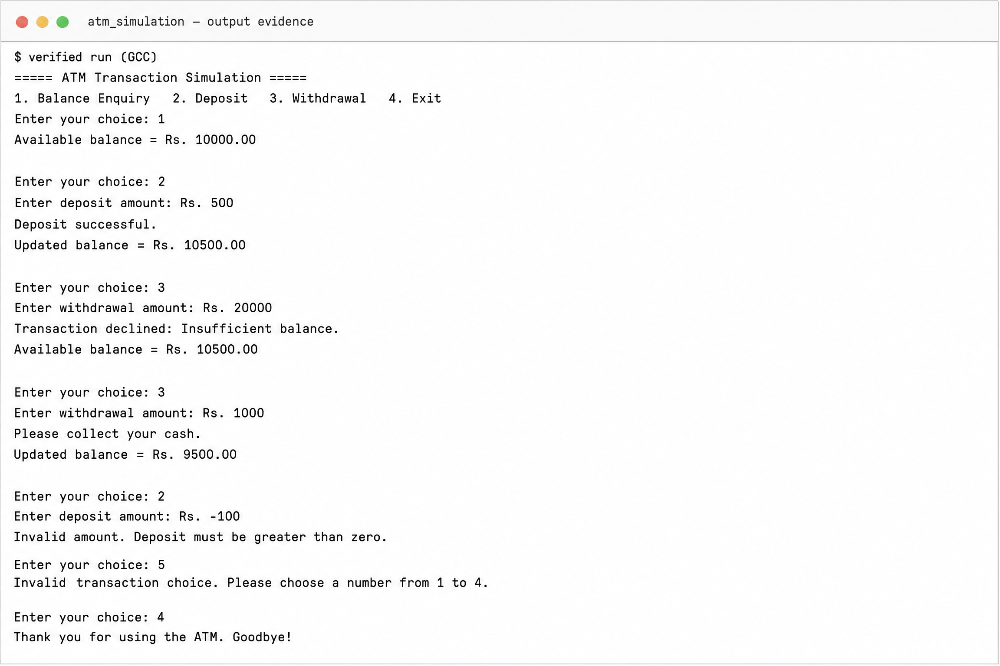 atm_simulation – output evidence
$ verified run (GCC)
===== ATM Transaction Simulation =====
1. Balance Enquiry   2. Deposit   3. Withdrawal   4. Exit
Enter your choice: 1
Available balance = Rs. 10000.00
Enter your choice: 2
Enter deposit amount: Rs. 500
Deposit successful.
Updated balance = Rs. 10500.00
Enter your choice: 3
Enter withdrawal amount: Rs. 20000
Transaction declined: Insufficient balance.
Available balance = Rs. 10500.00
Enter your choice: 3
Enter withdrawal amount: Rs. 1000
Please collect your cash.
Updated balance = Rs. 9500.00
Enter your choice: 2
Enter deposit amount: Rs. -100
Invalid amount. Deposit must be greater than zero.
Enter your choice: 5
Invalid transaction choice. Please choose a number from 1 to 4.
Enter your choice: 4
Thank you for using the ATM. Goodbye!